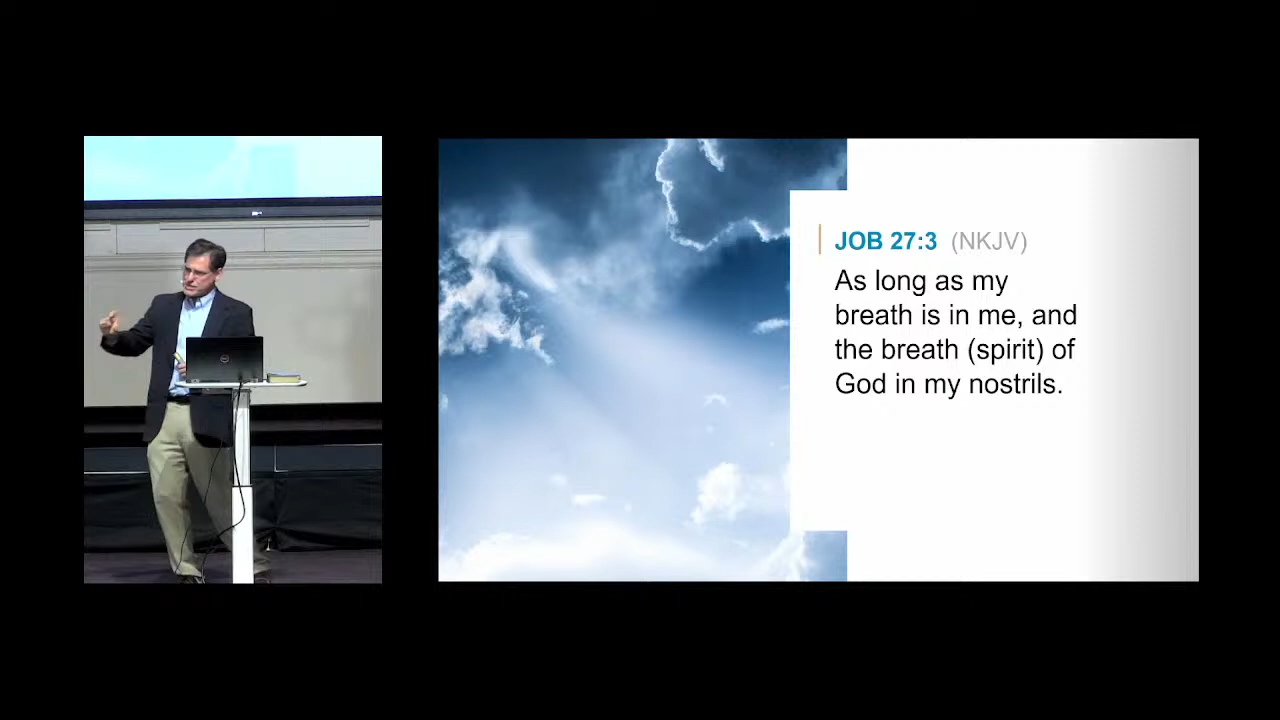 JOB 27:3 (NKJV)
As long as my
breath is in me, and
the breath (spirit) of
God in my nostrils.